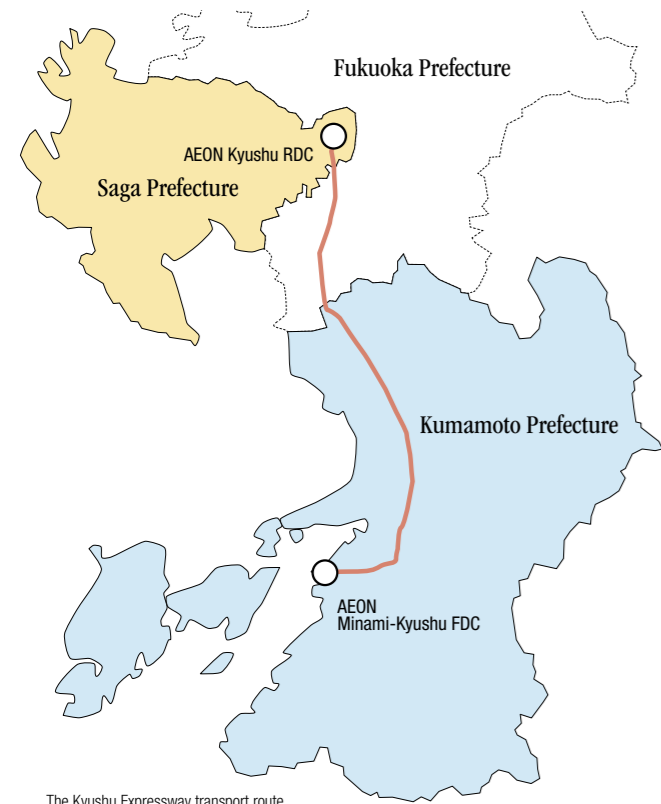 Fukuoka Prefecture
AEON Kyushu RDC
Saga Prefecture
Kumamoto Prefecture
AEON
Minami-Kyushu FDC
The Kyushu Expressway transport route